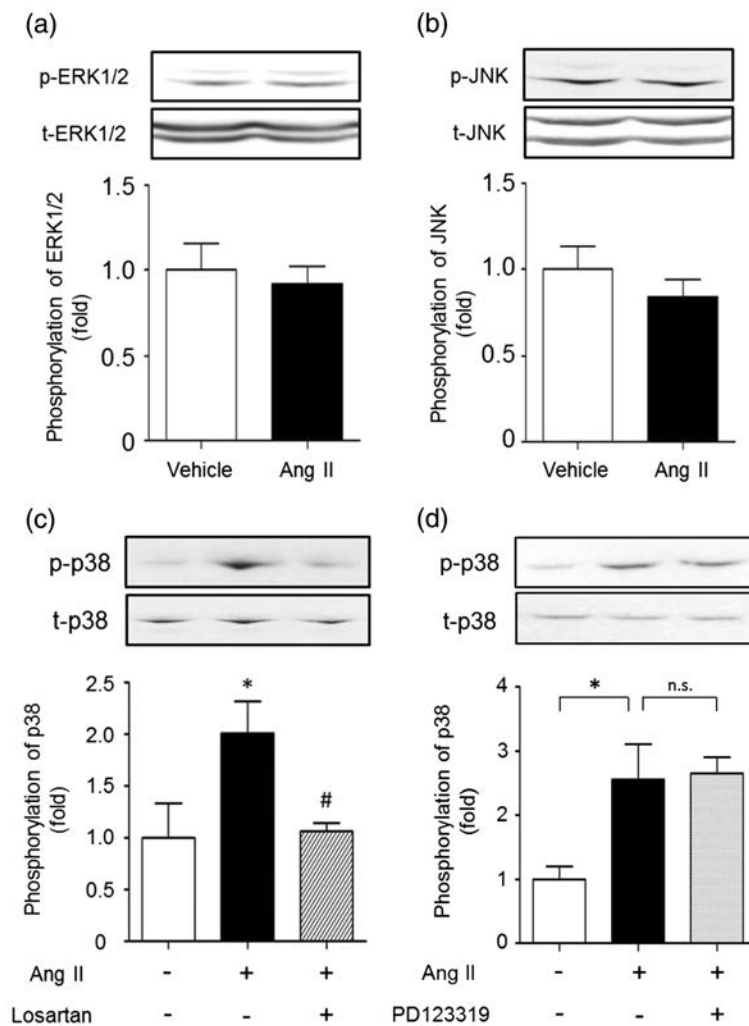 (a)
p-ERK1/2
t-ERK1/2
Phosphorylation of ERK1/2
(fold)
1.5
1.0
0.5
0
Vehicle Ang II
(b)
p-JNK
t-JNK
Phosphorylation of JNK
(fold)
1.5
1.0
0.5
0
Vehicle Ang II
(c)
p-p38
t-p38
Phosphorylation of p38
(fold)
2.5
2.0
1.5
1.0
0.5
0
*
#
Ang II - + +
Losartan - - +
(d)
p-p38
t-p38
Phosphorylation of p38
(fold)
4
3
2
1
0
* n.s.
Ang II - + +
PD123319 - - +